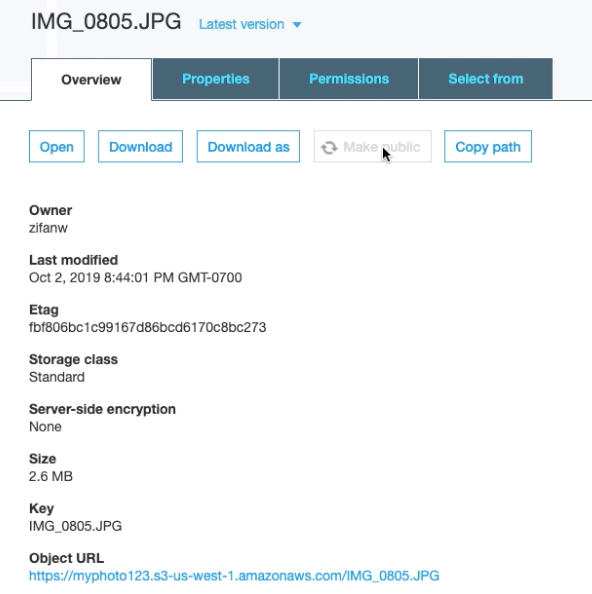 IMG_0805.JPG Latest version
Overview Properties Permissions Select from
Open Download Download as Make public Copy path
Owner
zifanw
Last modified
Oct 2, 2019 8:44:01 PM GMT-0700
Etag
fbf806bc1c99167d86bcd6170c8bc273
Storage class
Standard
Server-side encryption
None
Size
2.6 MB
Key
IMG_0805.JPG
Object URL
https://myphoto123.s3-us-west-1.amazonaws.com/IMG_0805.JPG